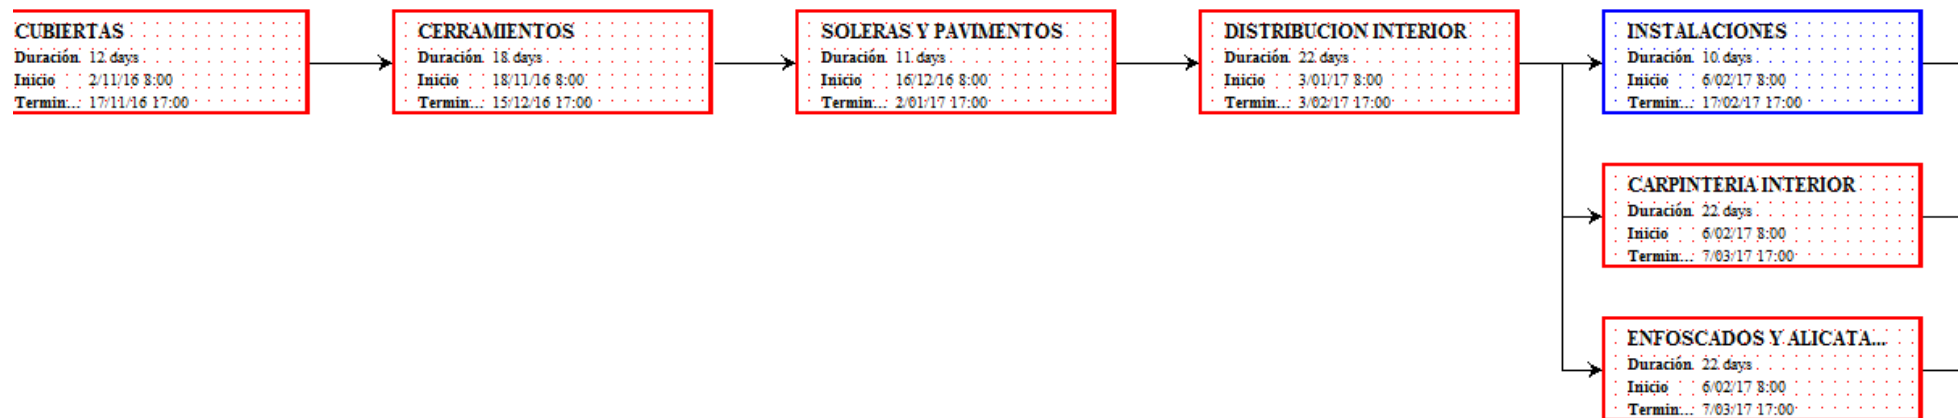 CUBIERTAS
Duración 12 days
Inicio 2/11/16 8:00
Termin... 17/11/16 17:00
CERRAMIENTOS
Duración 18 days
Inicio 18/11/16 8:00
Termin... 15/12/16 17:00
SOLERAS Y PAVIMENTOS
Duración 11 days
Inicio 16/12/16 8:00
Termin... 2/01/17 17:00
DISTRIBUCION INTERIOR
Duración 22 days
Inicio 3/01/17 8:00
Termin... 3/02/17 17:00
INSTALACIONES
Duración 10 days
Inicio 6/02/17 8:00
Termin... 17/02/17 17:00
CARPINTERIA INTERIOR
Duración 22 days
Inicio 6/02/17 8:00
Termin... 7/03/17 17:00
ENFOSCADOS Y ALICATA...
Duración 22 days
Inicio 6/02/17 8:00
Termin... 7/03/17 17:00